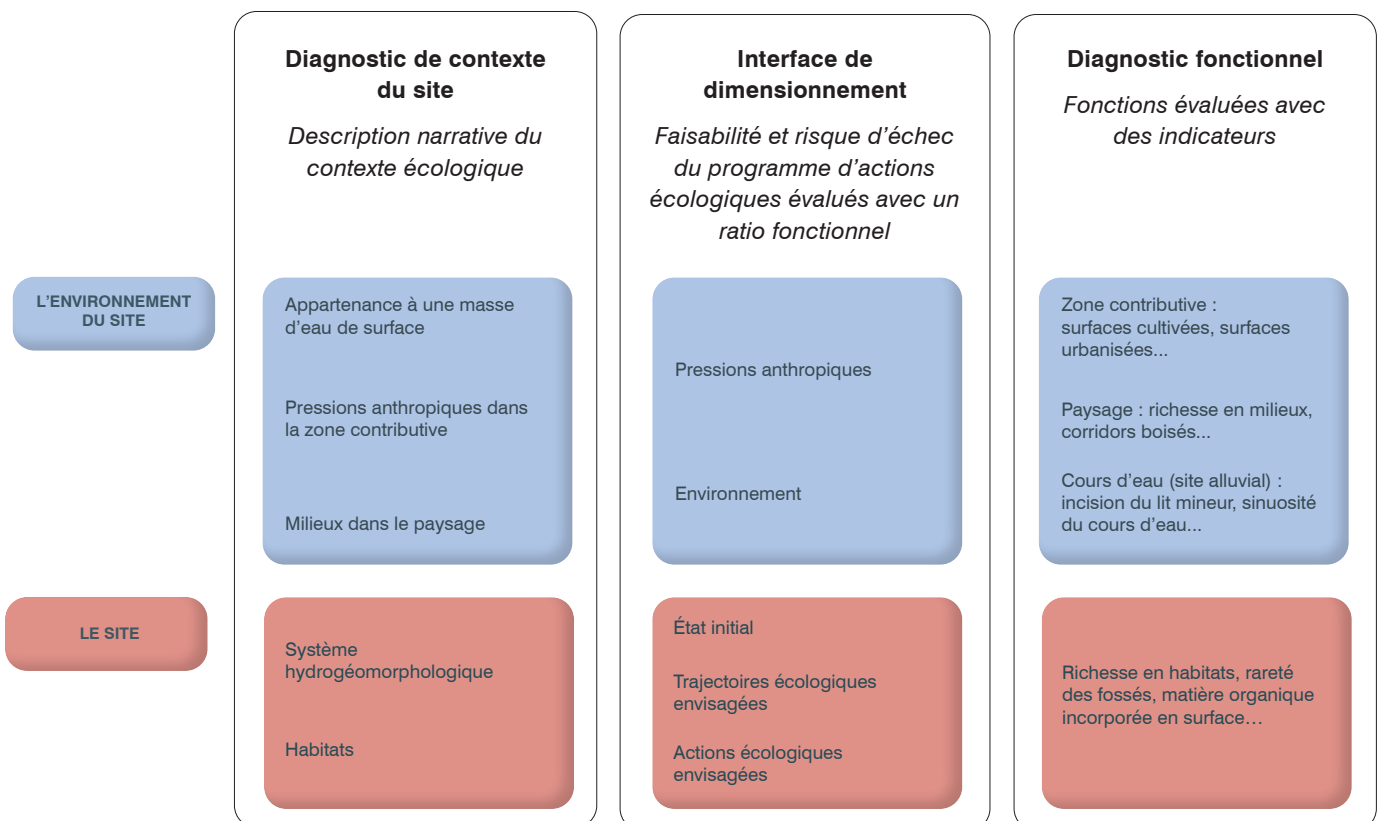 Diagnostic de contexte
du site
Description narrative du
contexte écologique
Interface de
dimensionnement
Faisabilité et risque d’échec
du programme d’actions
écologiques évalués avec un
ratio fonctionnel
Diagnostic fonctionnel
Fonctions évaluées avec
des indicateurs
L’ENVIRONNEMENT
DU SITE
Appartenance à une masse
d’eau de surface
Pressions anthropiques dans
la zone contributive
Milieux dans le paysage
Pressions anthropiques
Environnement
Zone contributive :
surfaces cultivées, surfaces
urbanisées...
Paysage : richesse en milieux,
corridors boisés...
Cours d’eau (site alluvial) :
incision du lit mineur, sinuosité
du cours d’eau...
LE SITE
Système
hydrogéomorphologique
Habitats
État initial
Trajectoires écologiques
envisagées
Actions écologiques
envisagées
Richesse en habitats, rareté
des fossés, matière organique
incorporée en surface…